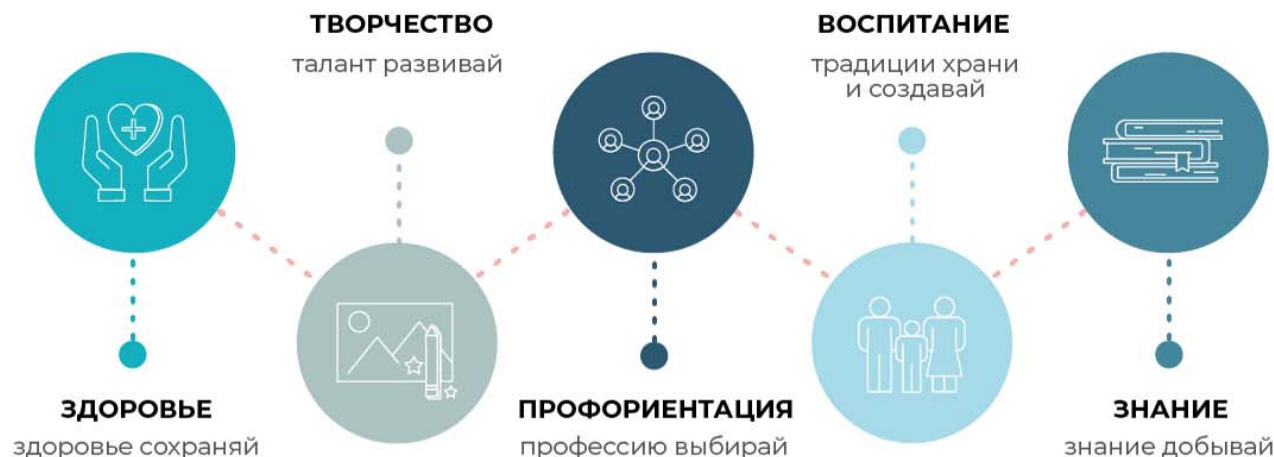 ТВОРЧЕСТВО
талант развивай
ВОСПИТАНИЕ
традиции храни
и создавай
ЗДОРОВЬЕ
здоровье сохраняй
ПРОФОРИЕНТАЦИЯ
профессию выбирай
ЗНАНИЕ
знание добывай